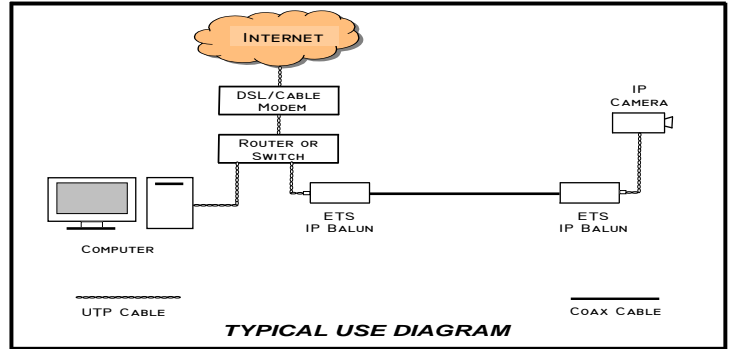 INTERNET
DSL/CABLE
MODEM
ROUTER OR
SWITCH
IP
CAMERA
ETS
IP BALUN
ETS
IP BALUN
COMPUTER
UTP CABLE
COAX CABLE
TYPICAL USE DIAGRAM